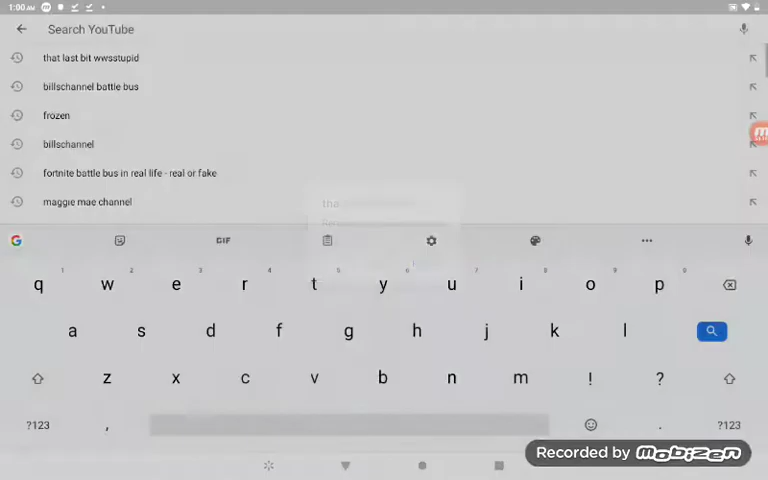 1:00 AM
Search YouTube
that last bit wwsstupid
billschannel battle bus
frozen
billschannel
fortnite battle bus in real life - real or fake
maggie mae channel
tha
GIF
1 2 3 4 5 6 7 8 9 0
q w e r t y u i o p
a s d f g h j k l
z x c v b n m ! ?
?123 , . ?123
Recorded by mobizen